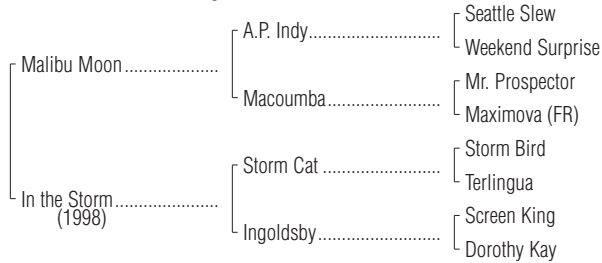 Seattle Slew
A.P. Indy
Weekend Surprise
Malibu Moon
Mr. Prospector
Macoumba
Maximova (FR)
Storm Bird
Storm Cat
Terlingua
In the Storm
(1998)
Screen King
Ingoldsby
Dorothy Kay